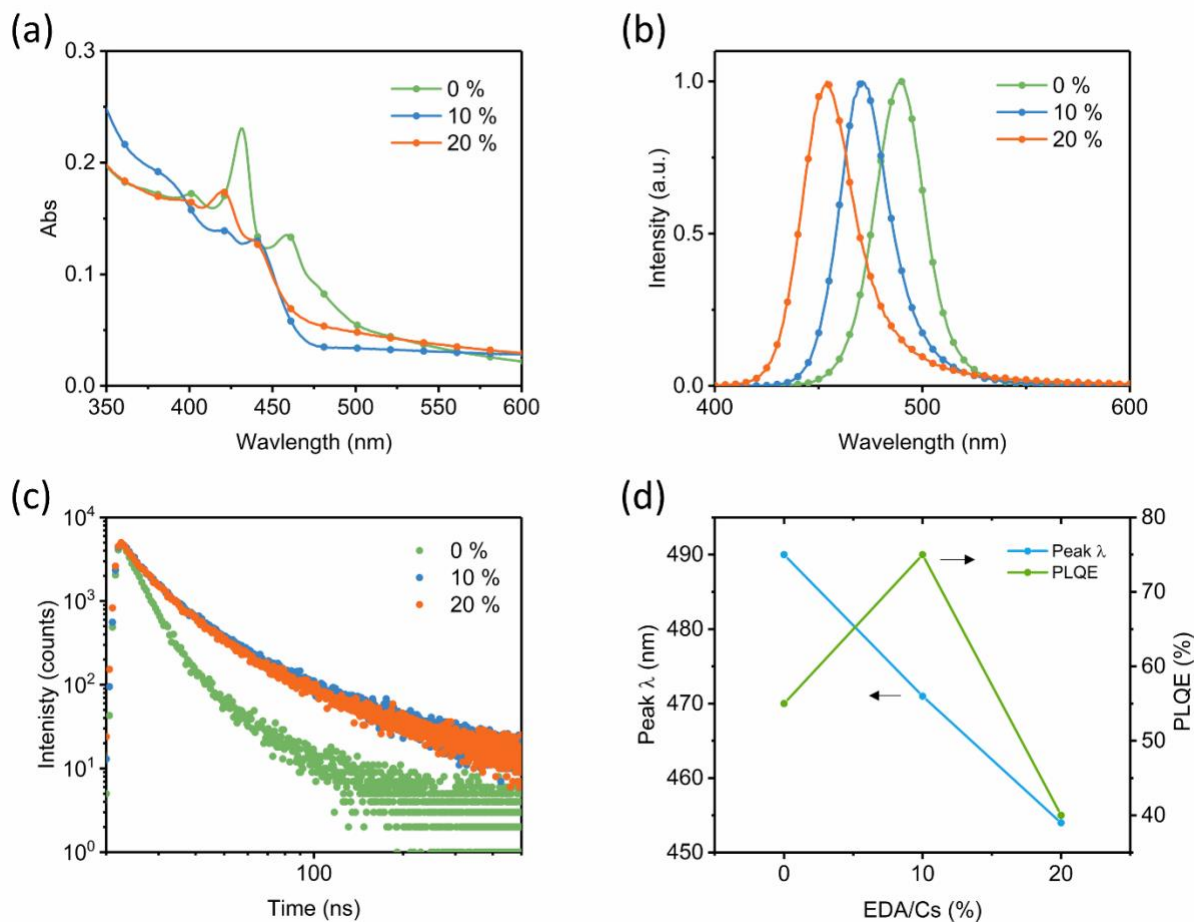 (a)
0.3
0.2
0.1
0.0
Abs
0 %
10 %
20 %
350 400 450 500 550 600
Wavlength (nm)
(b)
1.0
0.5
0.0
Intensity (a.u.)
0 %
10 %
20 %
400 500 600
Wavelength (nm)
(c)
10^4
10^3
10^2
10^1
10^0
Intenisty (counts)
0 %
10 %
20 %
100
Time (ns)
(d)
490
480
470
460
450
Peak λ (nm)
Peak λ
PLQE
80
70
60
50
40
PLQE (%)
0 10 20
EDA/Cs (%)